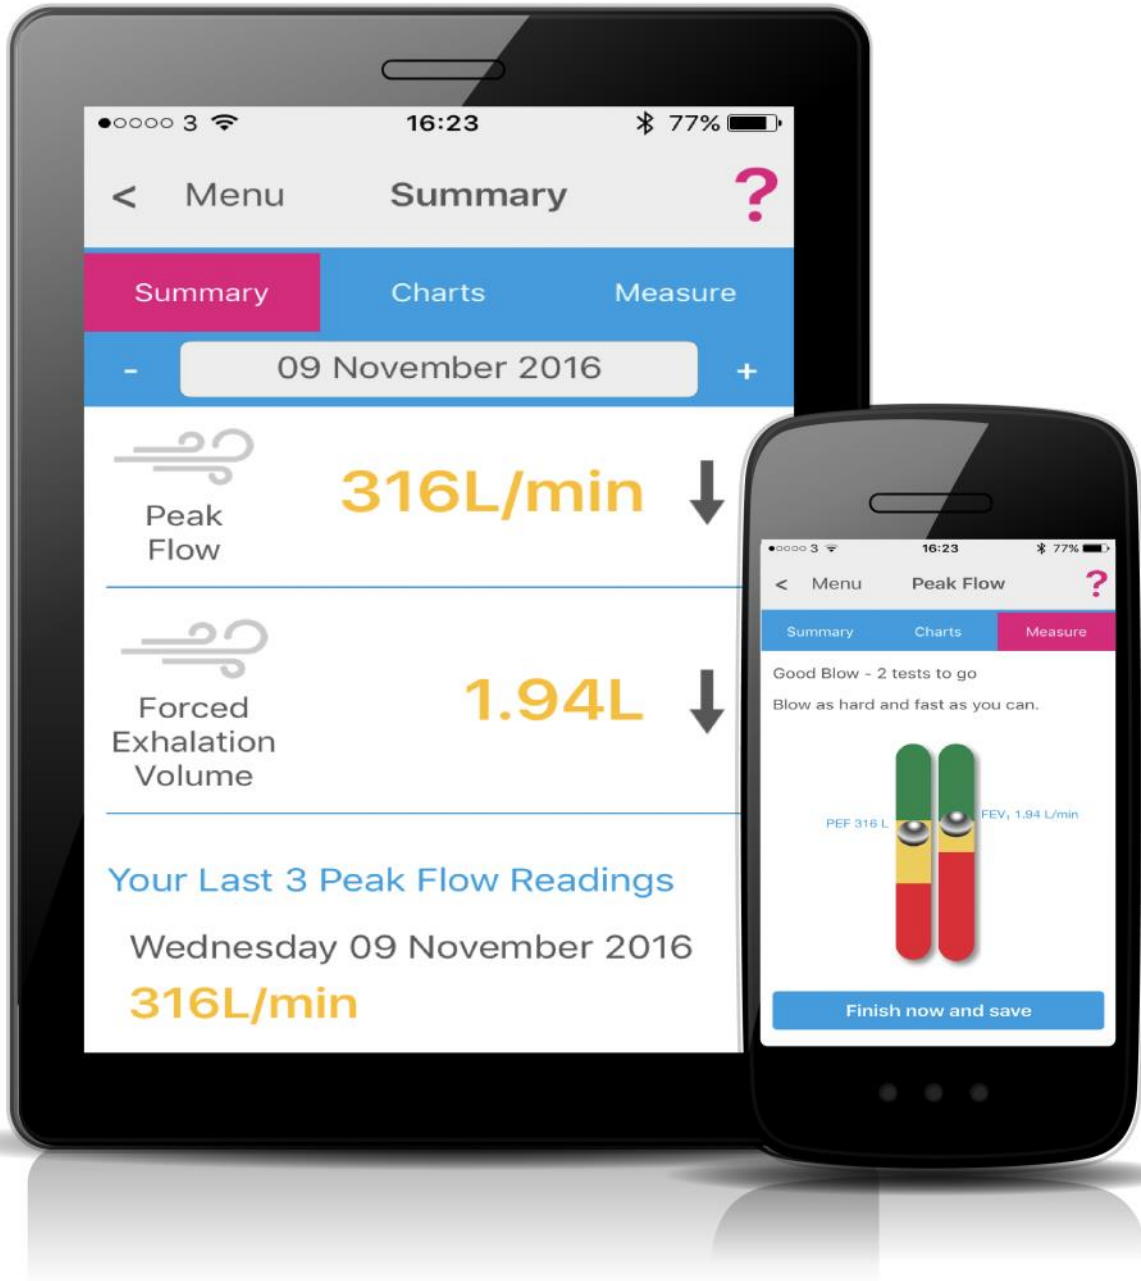 3 16:23 77%
< Menu Summary ?
Summary Charts Measure
- 09 November 2016 +
Peak
Flow
316L/min
Forced
Exhalation
Volume
1.94L
Your Last 3 Peak Flow Readings
Wednesday 09 November 2016
316L/min
3 16:23 77%
< Menu Peak Flow ?
Summary Charts Measure
Good Blow - 2 tests to go
Blow as hard and fast as you can.
PEF 316 L
FEV₁ 1.94 L/min
Finish now and save